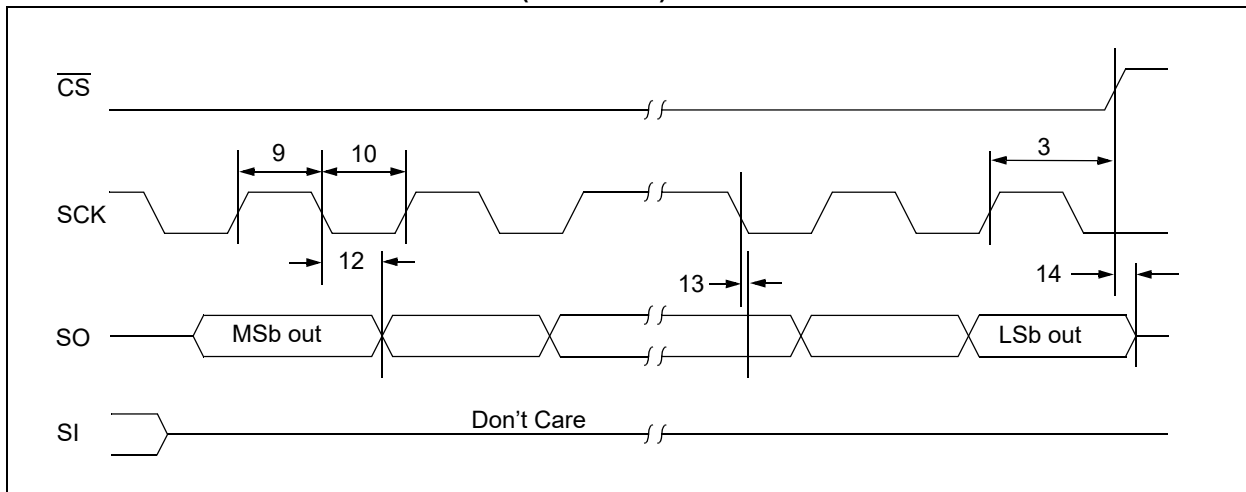 CS
9
10
3
SCK
12
13
14
SO
MSb out
LSb out
SI
Don't Care